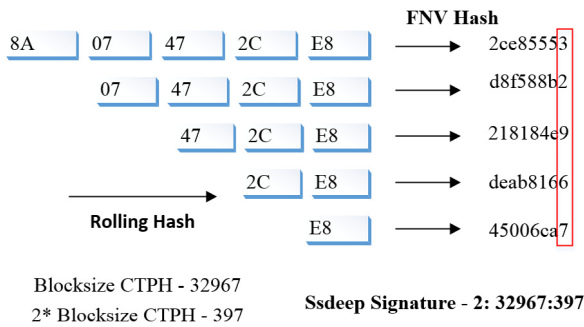 FNV Hash
8A 07 47 2C E8 2ce85553
07 47 2C E8 d8f588b2
47 2C E8 218184e9
2C E8 deab8166
Rolling Hash
E8 45006ca7
Blocksize CTPH - 32967
2* Blocksize CTPH - 397
Ssdeep Signature - 2: 32967:397